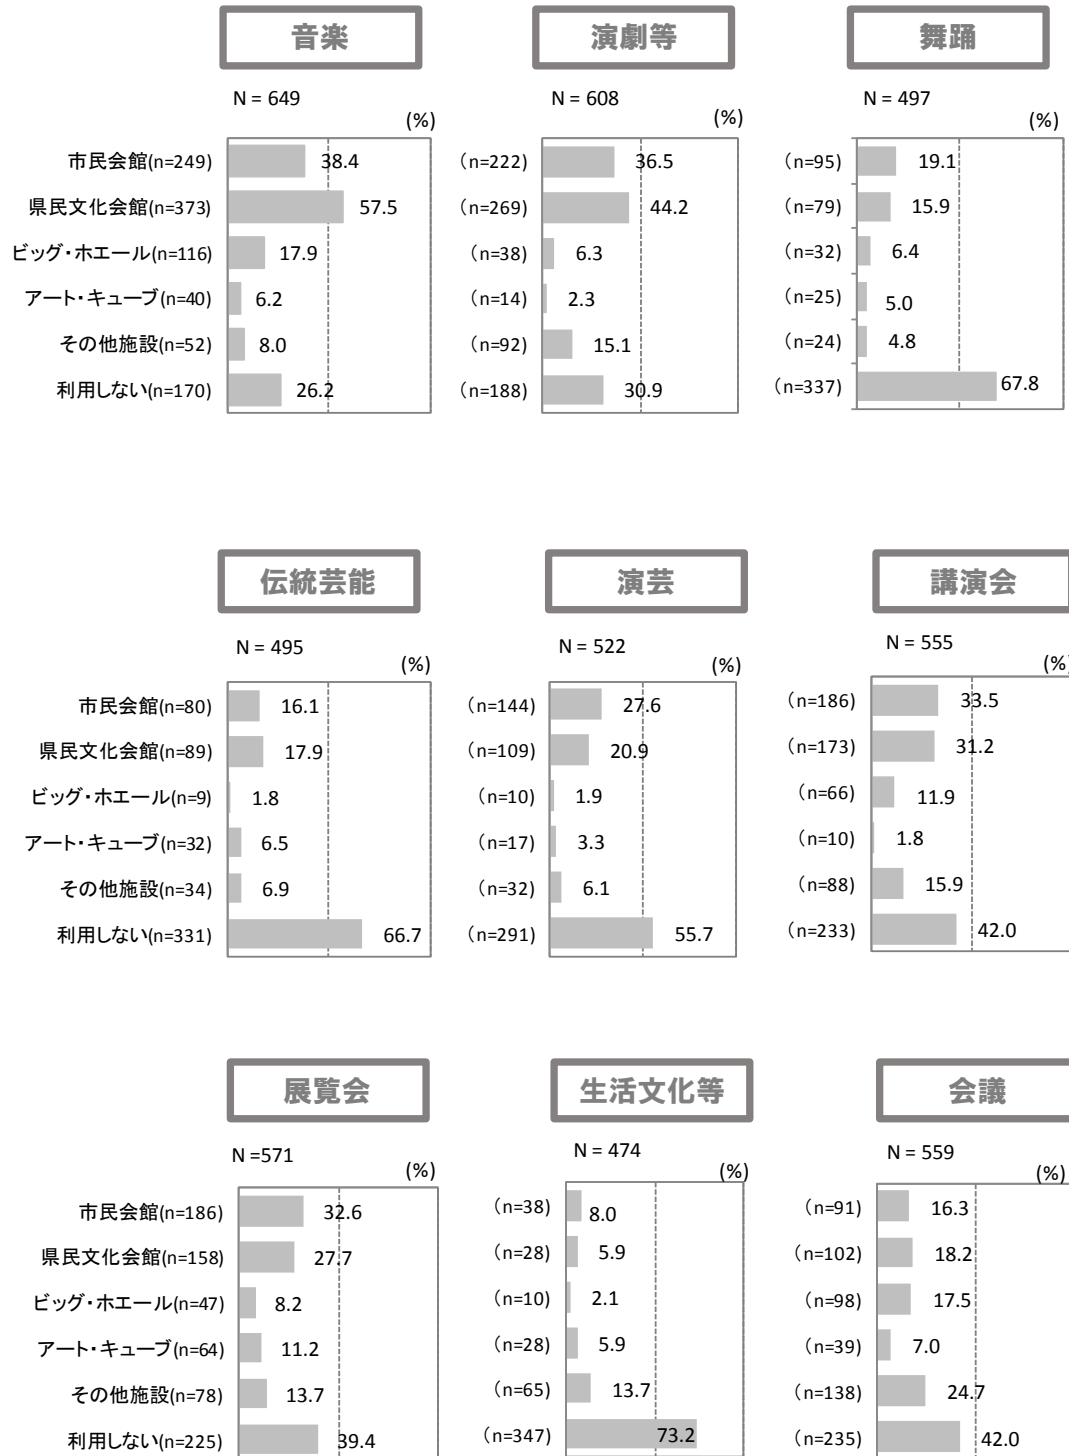 音楽
演劇等
舞踊
N = 649
N = 608
N = 497
(%)
(%)
(%)
市民会館(n=249) 38.4 (n=222) 36.5 (n=95) 19.1
県民文化会館(n=373) 57.5 (n=269) 44.2 (n=79) 15.9
ビッグ・ホエール(n=116) 17.9 (n=38) 6.3 (n=32) 6.4
アート・キューブ(n=40) 6.2 (n=14) 2.3 (n=25) 5.0
その他施設(n=52) 8.0 (n=92) 15.1 (n=24) 4.8
利用しない(n=170) 26.2 (n=188) 30.9 (n=337) 67.8
伝統芸能
演芸
講演会
N = 495
N = 522
N = 555
(%)
(%)
(%)
市民会館(n=80) 16.1 (n=144) 27.6 (n=186) 33.5
県民文化会館(n=89) 17.9 (n=109) 20.9 (n=173) 31.2
ビッグ・ホエール(n=9) 1.8 (n=10) 1.9 (n=66) 11.9
アート・キューブ(n=32) 6.5 (n=17) 3.3 (n=10) 1.8
その他施設(n=34) 6.9 (n=32) 6.1 (n=88) 15.9
利用しない(n=331) 66.7 (n=291) 55.7 (n=233) 42.0
展覧会
生活文化等
会議
N =571
N = 474
N = 559
(%)
(%)
(%)
市民会館(n=186) 32.6 (n=38) 8.0 (n=91) 16.3
県民文化会館(n=158) 27.7 (n=28) 5.9 (n=102) 18.2
ビッグ・ホエール(n=47) 8.2 (n=10) 2.1 (n=98) 17.5
アート・キューブ(n=64) 11.2 (n=28) 5.9 (n=39) 7.0
その他施設(n=78) 13.7 (n=65) 13.7 (n=138) 24.7
利用しない(n=225) 39.4 (n=347) 73.2 (n=235) 42.0